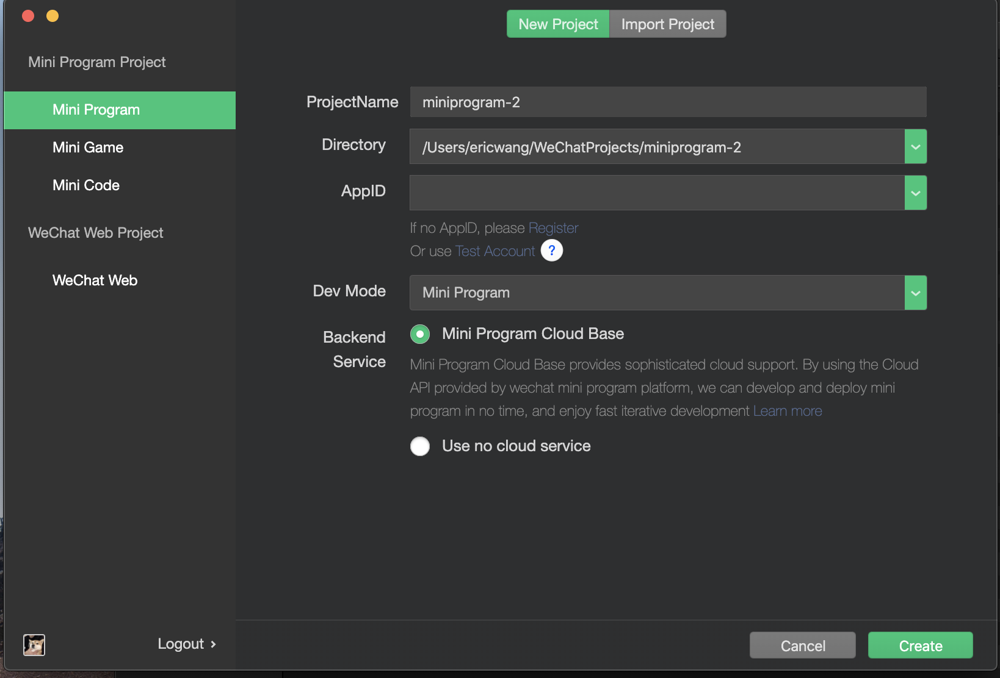 New Project
Import Project
Mini Program Project
Mini Program
Mini Game
Mini Code
WeChat Web Project
WeChat Web
Logout
ProjectName
miniprogram-2
Directory
/Users/ericwang/WeChatProjects/miniprogram-2
AppID
If no AppID, please Register
Or use Test Account ?
Dev Mode
Mini Program
Backend
Service
Mini Program Cloud Base
Mini Program Cloud Base provides sophisticated cloud support. By using the Cloud
API provided by wechat mini program platform, we can develop and deploy mini
program in no time, and enjoy fast iterative development Learn more
Use no cloud service
Cancel
Create